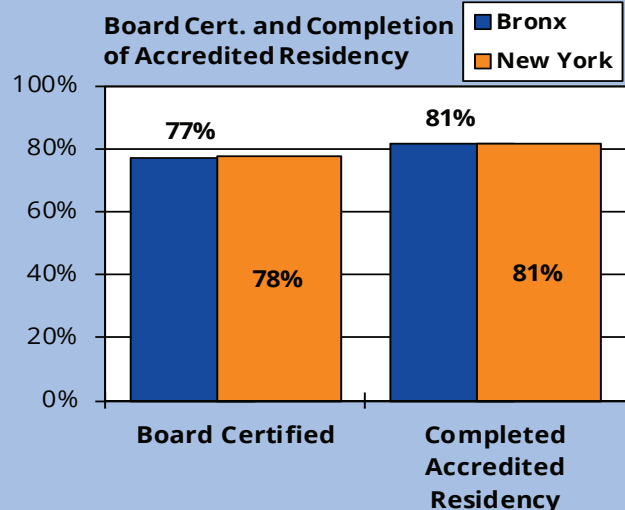 Board Cert. and Completion
of Accredited Residency
Bronx
New York
100%
80%
60%
40%
20%
0%
77%
78%
81%
81%
Board Certified
Completed
Accredited
Residency